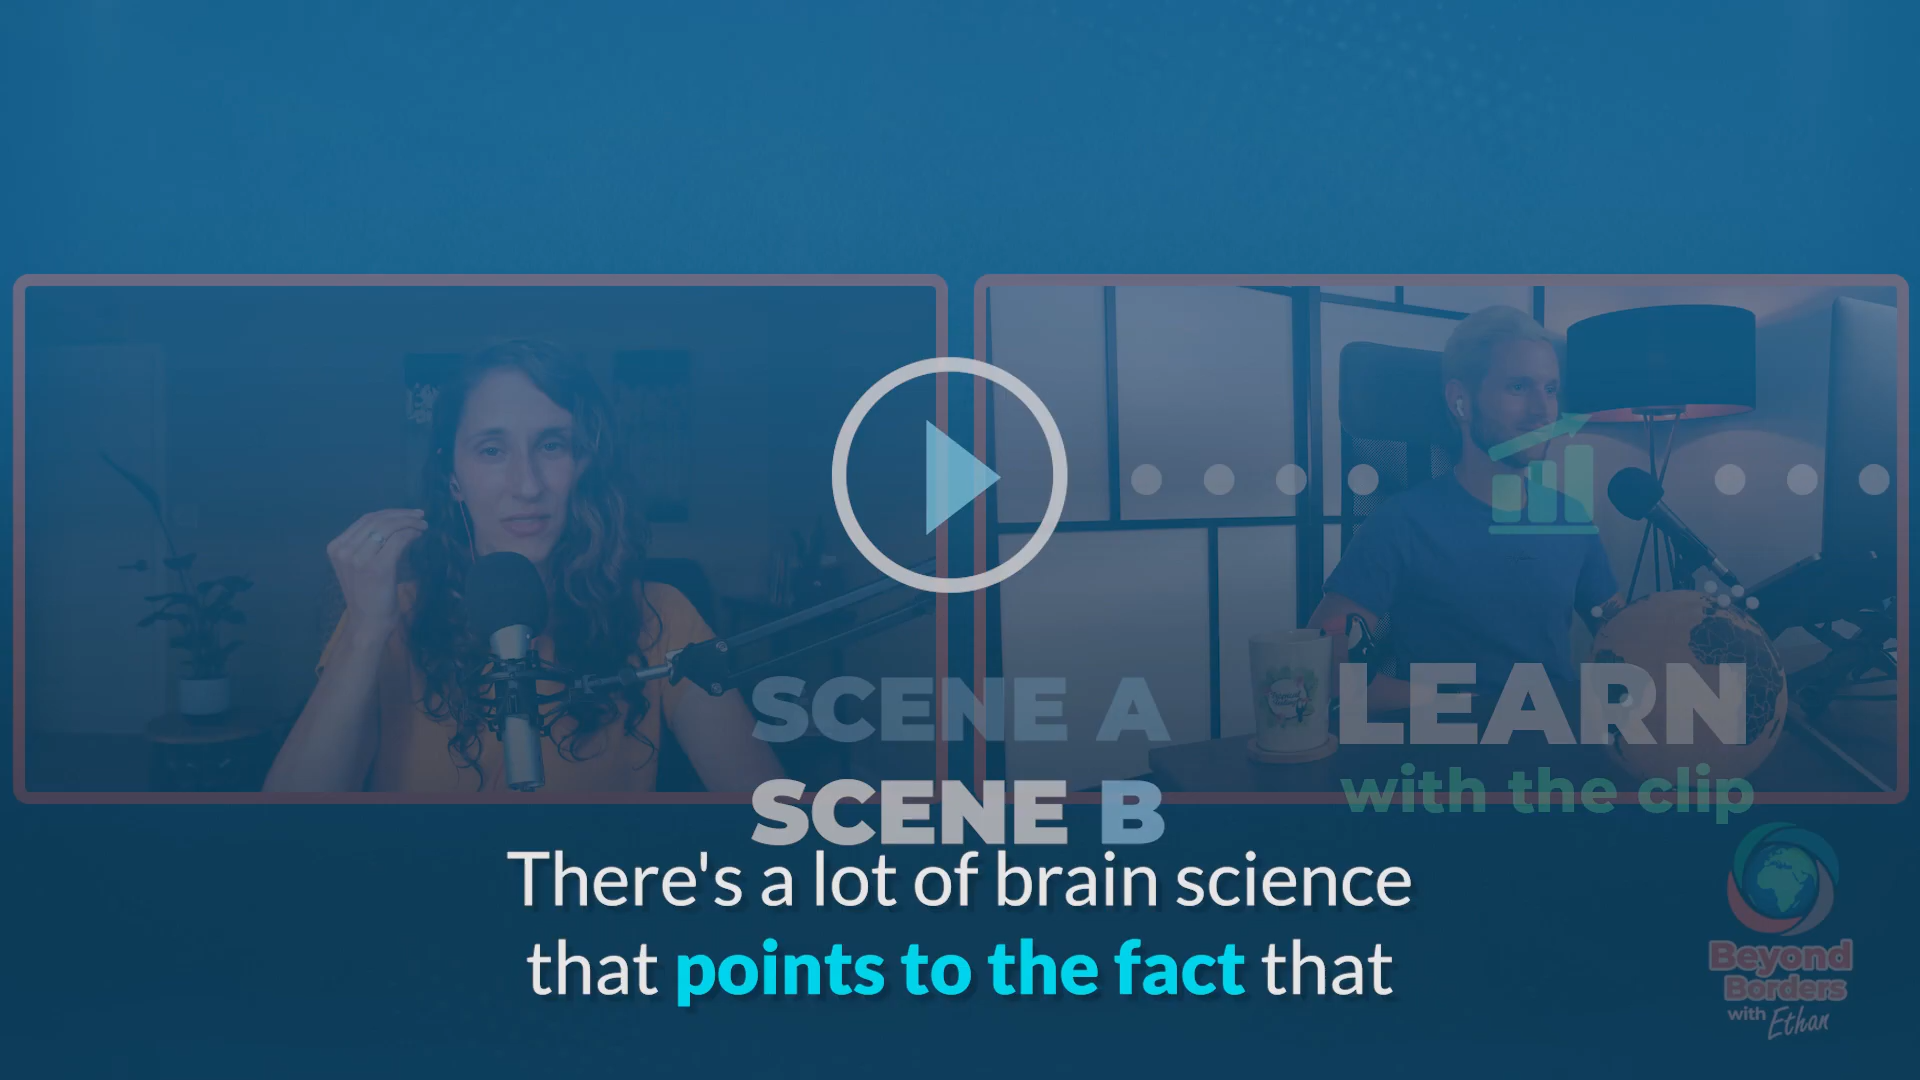 SCENE A
SCENE B
LEARN
with the clip
There's a lot of brain science
that points to the fact that
Beyond
Borders
with Ethan